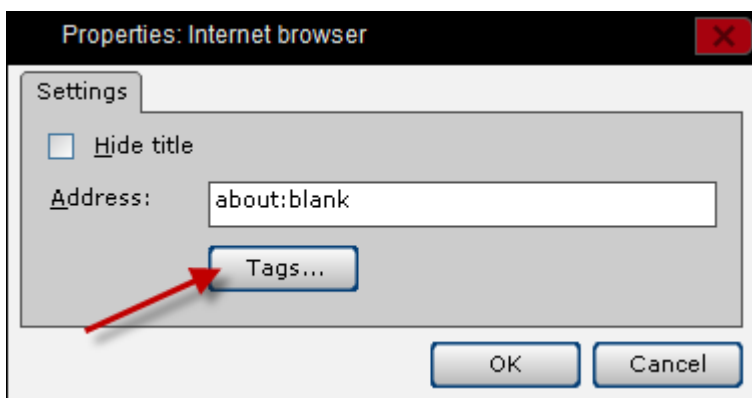 Properties: Internet browser
Settings
Hide title
Address: about:blank
Tags...
OK Cancel